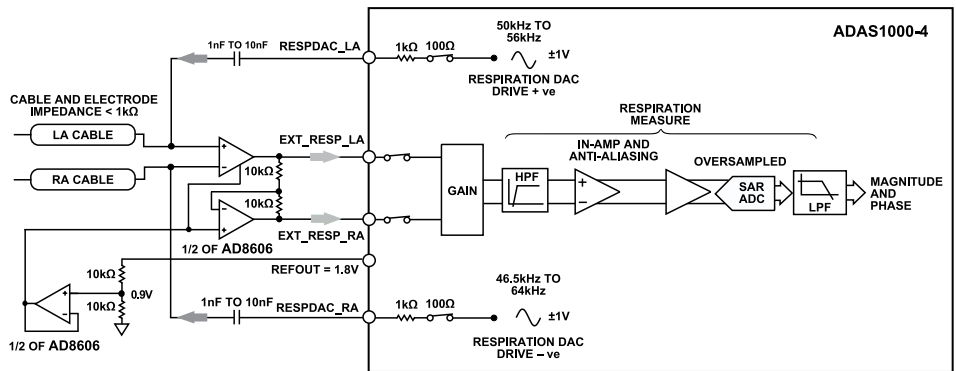 ADAS1000-4
50kHz TO
56kHz
±1V
RESPIRATION DAC
DRIVE + ve
1kΩ
100Ω
RESPDAC_LA
1nF TO 10nF
CABLE AND ELECTRODE
IMPEDANCE < 1kΩ
LA CABLE
RA CABLE
+
−
10kΩ
10kΩ
−
+
EXT_RESP_LA
EXT_RESP_RA
1/2 OF AD8606
GAIN
RESPIRATION
MEASURE
HPF
IN-AMP AND
ANTI-ALIASING
+
−
OVERSAMPLED
SAR
ADC
LPF
MAGNITUDE
AND
PHASE
REFOUT = 1.8V
10kΩ
10kΩ
0.9V
+
−
1/2 OF AD8606
1nF TO 10nF
RESPDAC_RA
1kΩ
100Ω
46.5kHz TO
64kHz
±1V
RESPIRATION DAC
DRIVE – ve